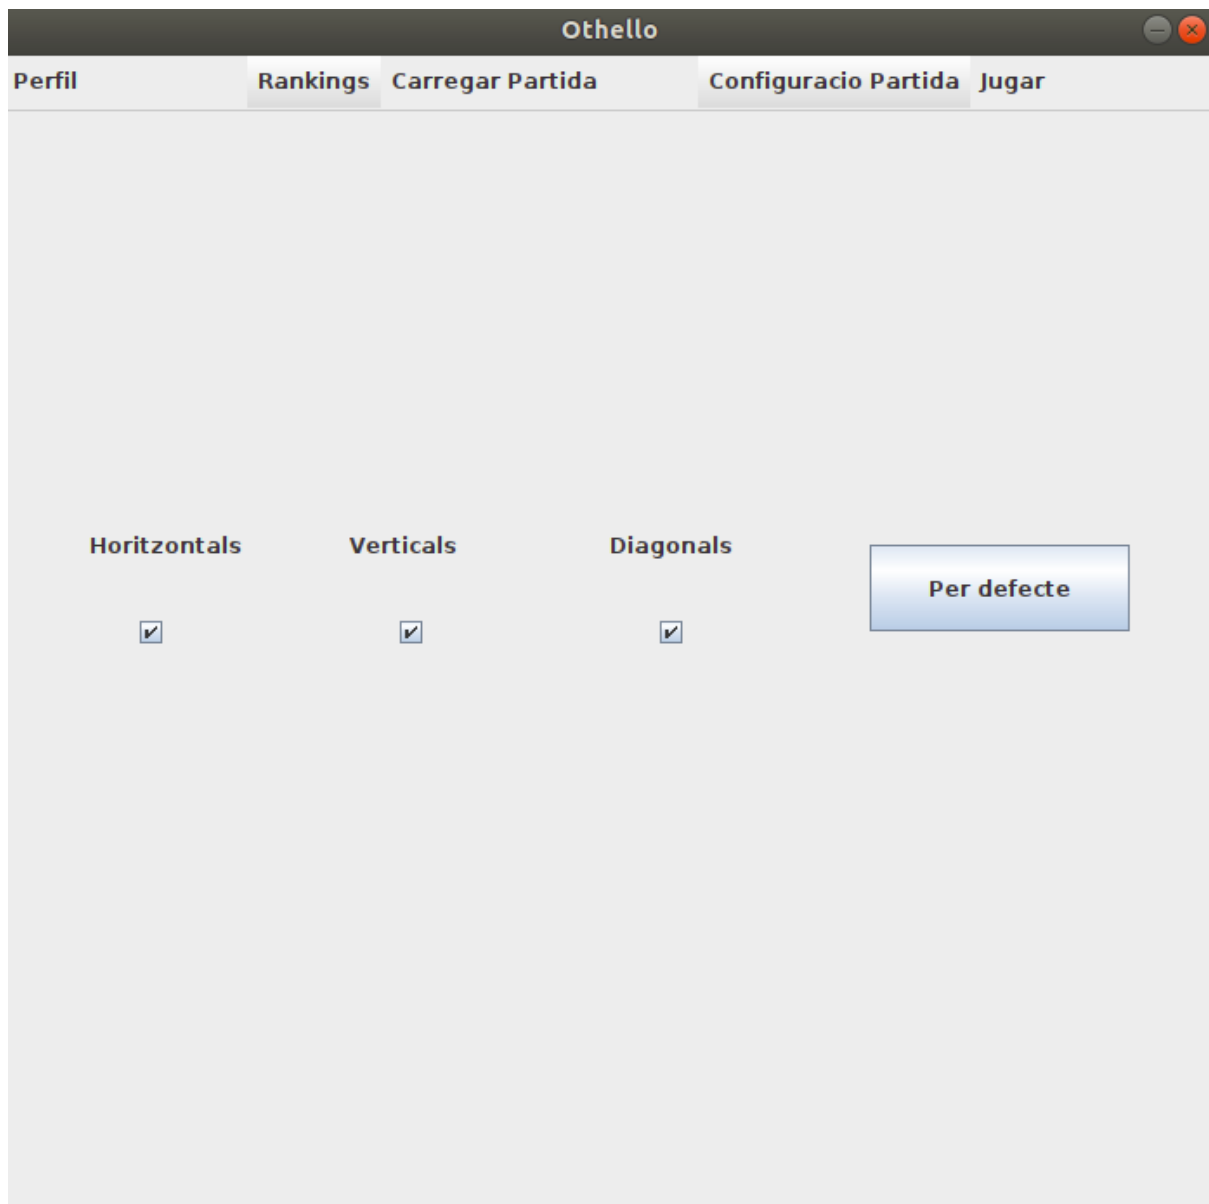 Othello
Perfil Rankings Carregar Partida Configuracio Partida Jugar
Horitzontals Verticals Diagonals
Per defecte